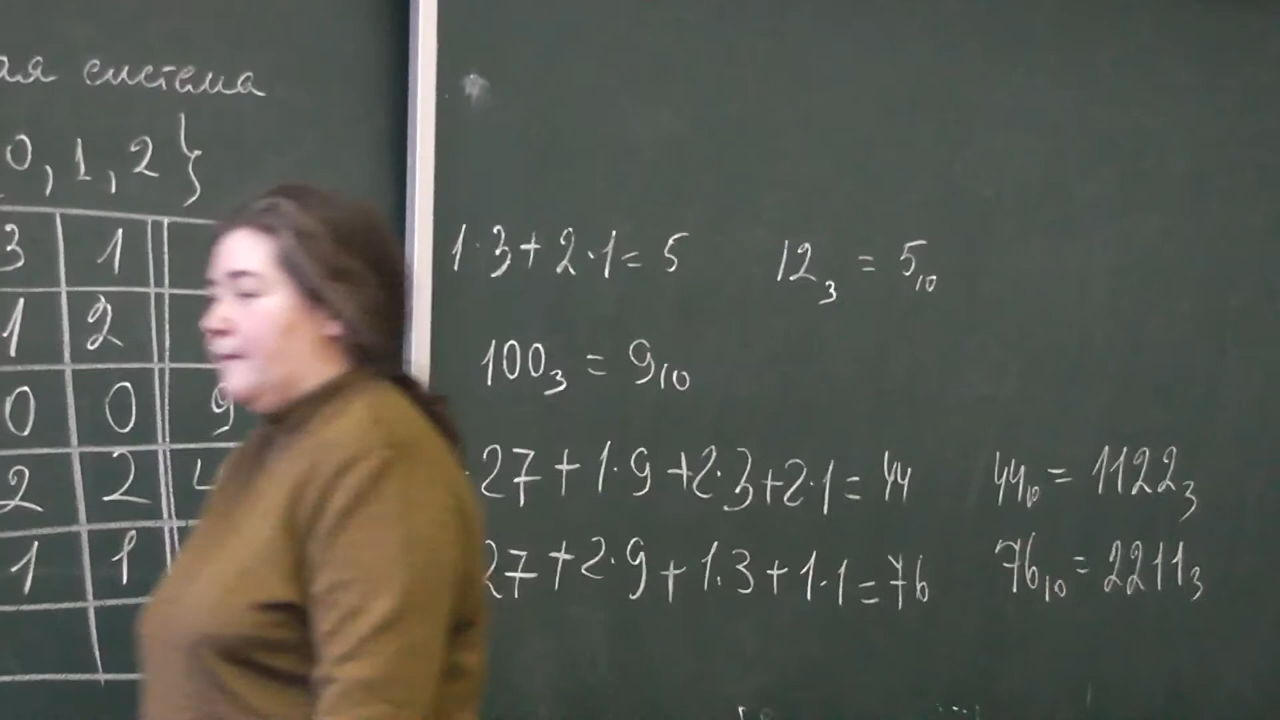 ая система
0, 1, 2 }
3 1
1 2
0 0 9
2 2 4
1 1
1·3+2·1=5 12₃ = 5₁₀
100₃ = 9₁₀
·27+1·9+2·3+2·1=44 44₁₀ = 1122₃
27+2·9+1·3+1·1=76 76₁₀ = 2211₃